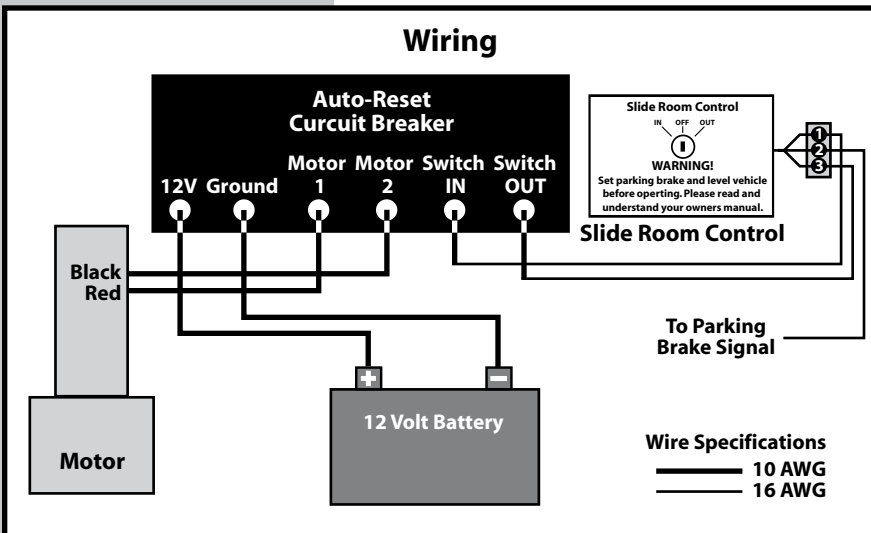 Wiring
Auto-Reset
Curcuit Breaker
12V Ground Motor 1 Motor 2 Switch IN Switch OUT
Slide Room Control
IN OFF OUT
WARNING!
Set parking brake and level vehicle
before operting. Please read and
understand your owners manual.
Slide Room Control
1
2
3
Black
Red
To Parking
Brake Signal
+ −
12 Volt Battery
Motor
Wire Specifications
10 AWG
16 AWG